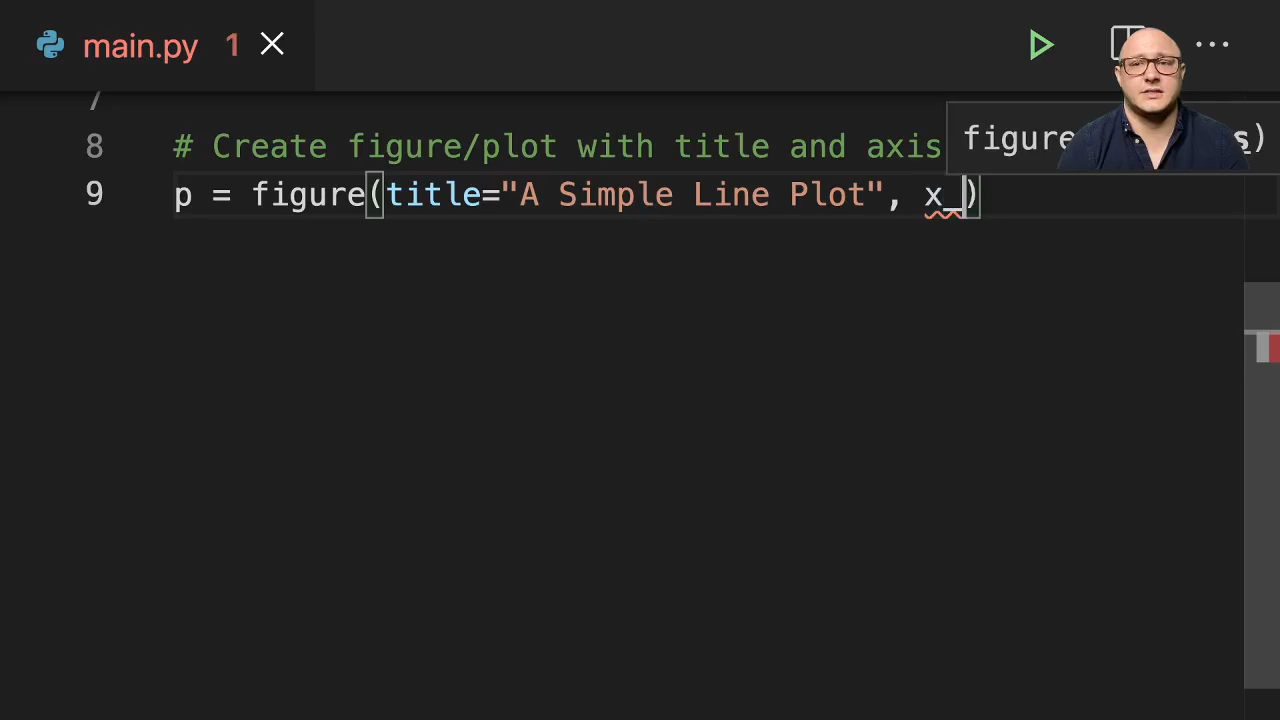 main.py 1
7
8 # Create figure/plot with title and axis
figure
s)
9 p = figure(title="A Simple Line Plot", x_)